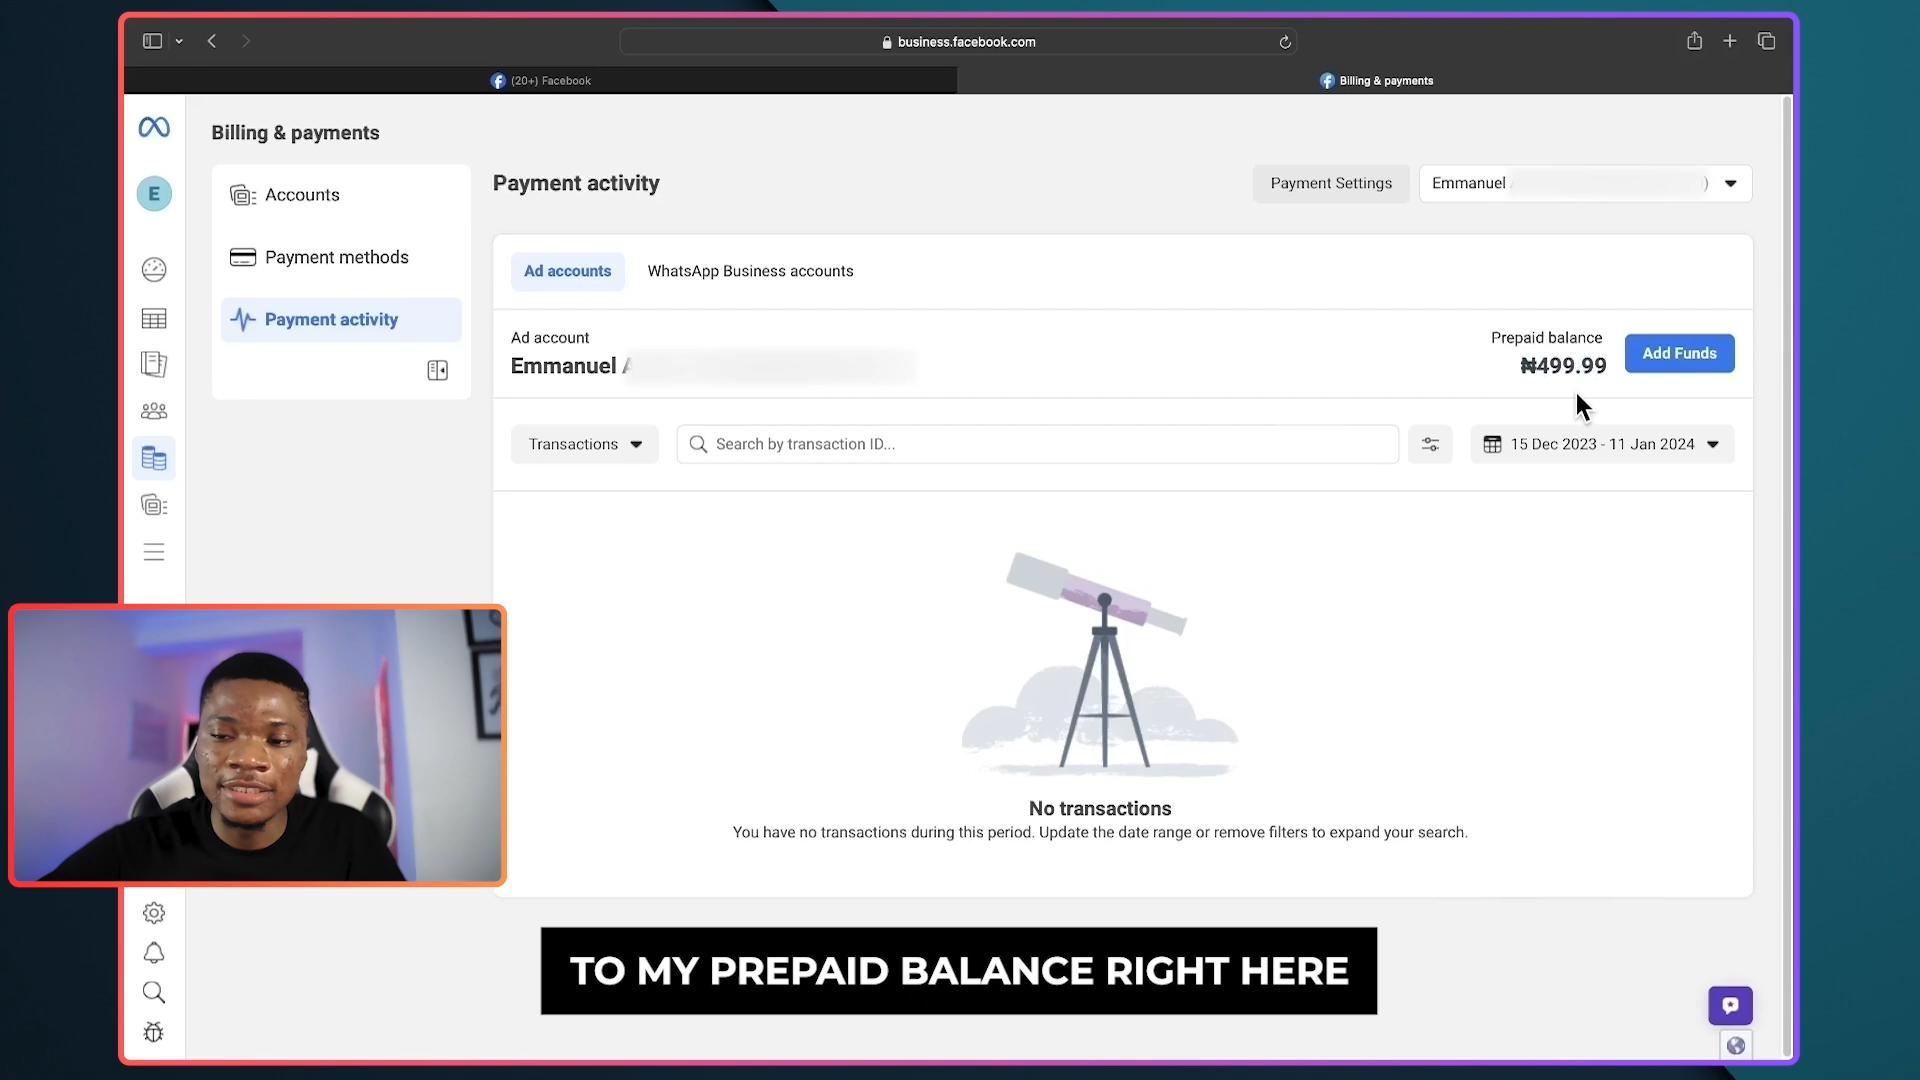 business.facebook.com
(20+) Facebook
Billing & payments
Billing & payments
E
Accounts
Payment methods
Payment activity
Payment activity
Payment Settings
Emmanuel )
Ad accounts
WhatsApp Business accounts
Ad account
Emmanuel A
Prepaid balance
₦499.99
Add Funds
Transactions
Search by transaction ID...
15 Dec 2023 - 11 Jan 2024
No transactions
You have no transactions during this period. Update the date range or remove filters to expand your search.
TO MY PREPAID BALANCE RIGHT HERE